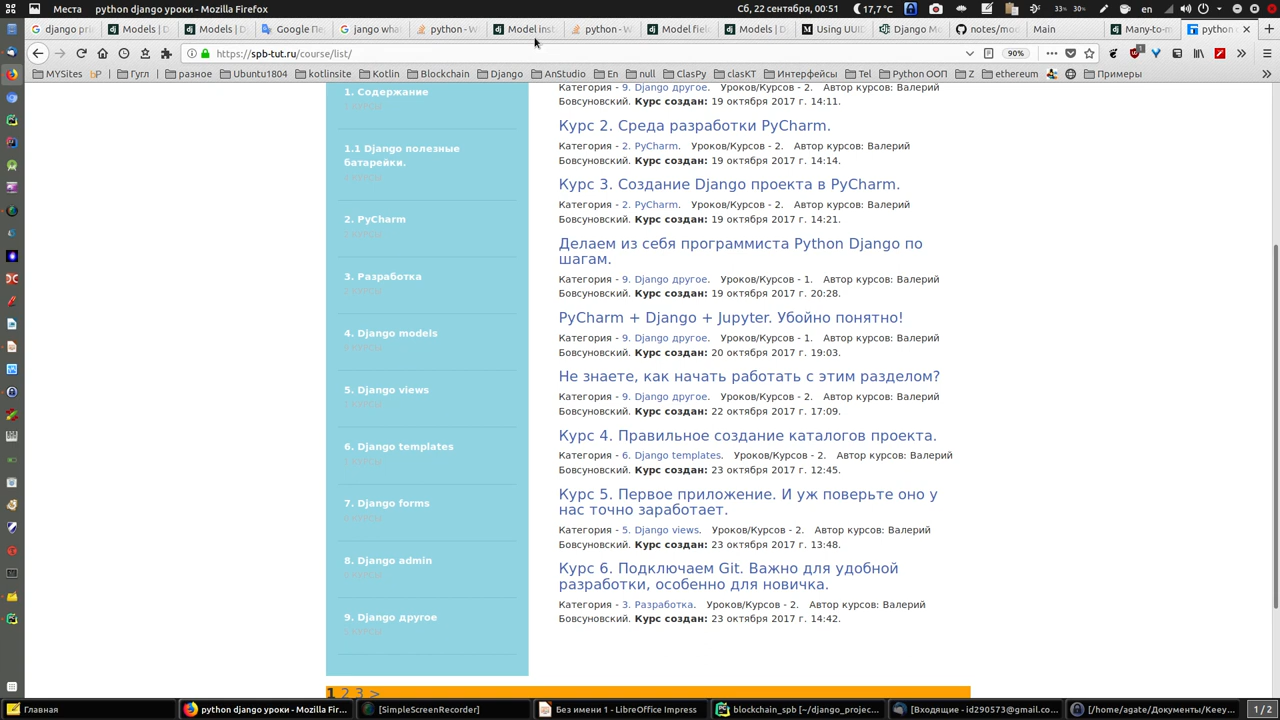 Места
python django уроки - Mozilla Firefox
Сб, 22 сентября, 00:51
17,7°C
en
django pri
Models | D
Models | D
Google Пе
jango wha
python - W
Model inst
python - W
Model fiel
Models | D
Using UUI
Django Mo
notes/mod
Main
Many-to-m
python
https://spb-tut.ru/course/list/
90%
MYSites
bP
Гугл
разное
Ubuntu1804
kotlinsite
Kotlin
Blockchain
Django
AnStudio
En
null
ClasPy
clasKT
Интерфейсы
Tel
Python ООП
Z
ethereum
Примеры
1. Содержание
1.1 Django полезные
батарейки.
2. PyCharm
3. Разработка
4. Django models
5. Django views
6. Django templates
7. Django forms
8. Django admin
9. Django другое
Категория - 9. Django другое. Уроков/Курсов - 2. Автор курсов: Валерий
Бовсуновский. Курс создан: 19 октября 2017 г. 14:11.
Курс 2. Среда разработки PyCharm.
Категория - 2. PyCharm. Уроков/Курсов - 2. Автор курсов: Валерий
Бовсуновский. Курс создан: 19 октября 2017 г. 14:14.
Курс 3. Создание Django проекта в PyCharm.
Категория - 2. PyCharm. Уроков/Курсов - 2. Автор курсов: Валерий
Бовсуновский. Курс создан: 19 октября 2017 г. 14:21.
Делаем из себя программиста Python Django по
шагам.
Категория - 9. Django другое. Уроков/Курсов - 1. Автор курсов: Валерий
Бовсуновский. Курс создан: 19 октября 2017 г. 20:28.
PyCharm + Django + Jupyter. Убойно понятно!
Категория - 9. Django другое. Уроков/Курсов - 1. Автор курсов: Валерий
Бовсуновский. Курс создан: 20 октября 2017 г. 19:03.
Не знаете, как начать работать с этим разделом?
Категория - 9. Django другое. Уроков/Курсов - 2. Автор курсов: Валерий
Бовсуновский. Курс создан: 22 октября 2017 г. 17:09.
Курс 4. Правильное создание каталогов проекта.
Категория - 6. Django templates. Уроков/Курсов - 2. Автор курсов: Валерий
Бовсуновский. Курс создан: 23 октября 2017 г. 12:45.
Курс 5. Первое приложение. И уж поверьте оно у
нас точно заработает.
Категория - 5. Django views. Уроков/Курсов - 2. Автор курсов: Валерий
Бовсуновский. Курс создан: 23 октября 2017 г. 13:48.
Курс 6. Подключаем Git. Важно для удобной
разработки, особенно для новичка.
Категория - 3. Разработка. Уроков/Курсов - 2. Автор курсов: Валерий
Бовсуновский. Курс создан: 23 октября 2017 г. 14:42.
1 2 3 >
Главная
python django уроки - Mozilla Fir...
[SimpleScreenRecorder]
Без имени 1 - LibreOffice Impress
blockchain_spb [~/django_projec...
[Входящие - id290573@gmail.co...
[/home/agate/Документы/Keey...
1 / 2